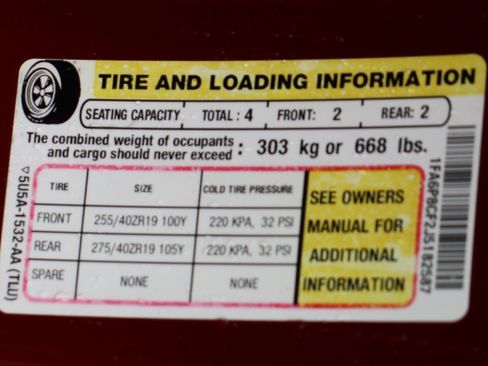 TIRE AND LOADING INFORMATION
SEATING CAPACITY TOTAL : 4 FRONT: 2 REAR: 2
The combined weight of occupants
and cargo should never exceed : 303 kg or 668 lbs.
TIRE SIZE COLD TIRE PRESSURE
FRONT 255/40ZR19 100Y 220 KPA, 32 PSI
REAR 275/40ZR19 105Y 220 KPA, 32 PSI
SPARE NONE NONE
SEE OWNERS
MANUAL FOR
ADDITIONAL
INFORMATION
5U5A-1532-AA (TLU)
1FA6P8CF2J5182587